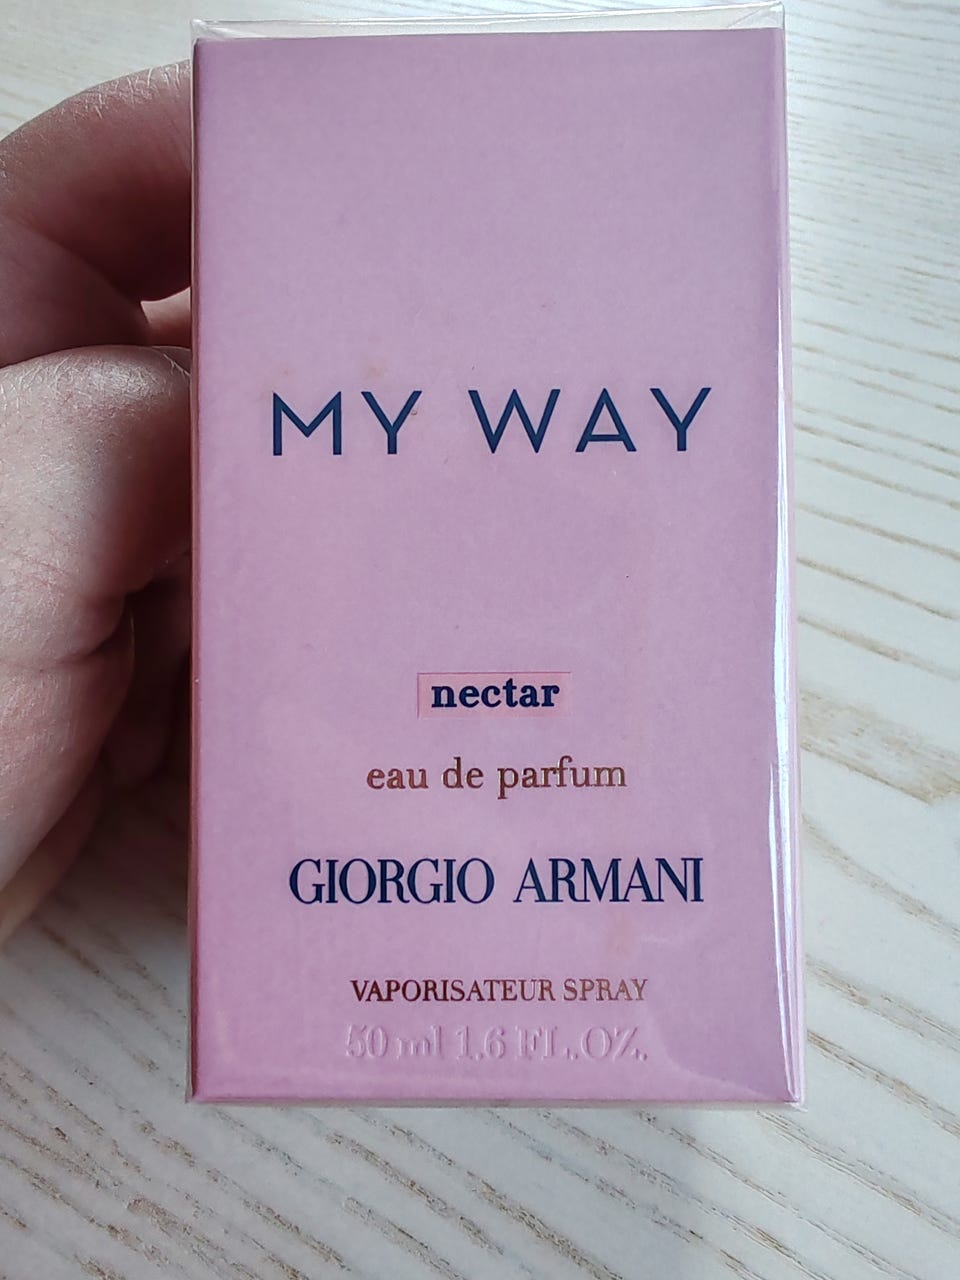 MY WAY
nectar
eau de parfum
GIORGIO ARMANI
VAPORISATEUR SPRAY
50 ml 1.6 FL.OZ.